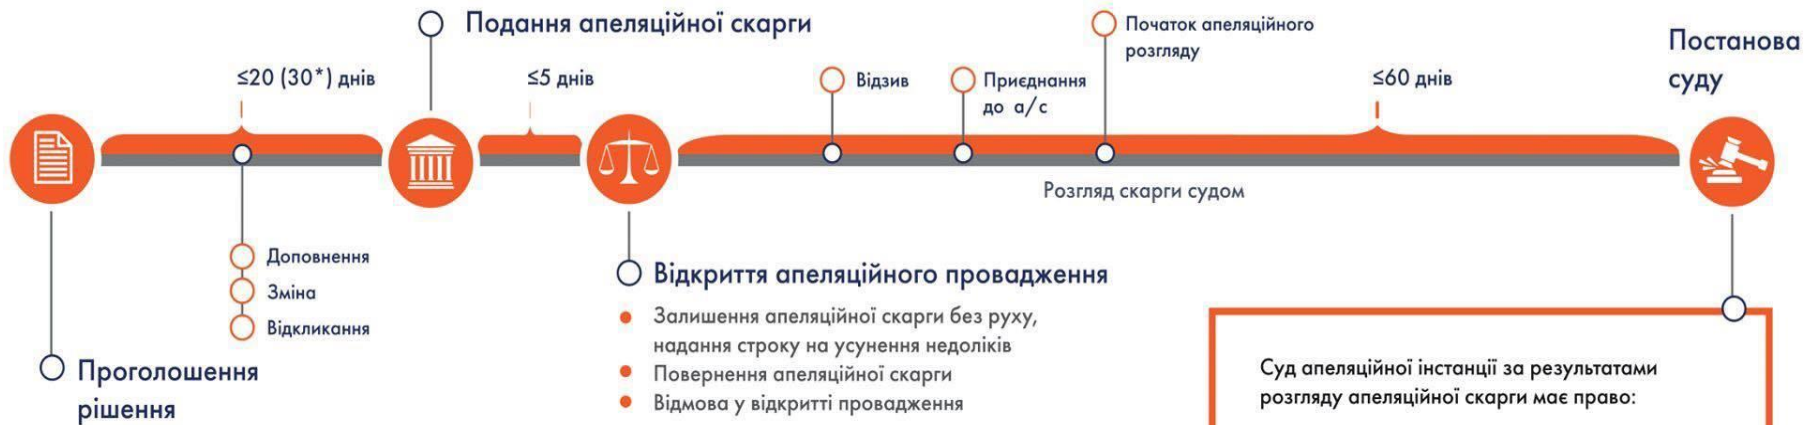 Подання апеляційної скарги
Початок апеляційного
розгляду
Постанова
суду
≤20 (30*) днів
≤5 днів
Відзив
Приєднання
до а/с
≤60 днів
Розгляд скарги судом
Доповнення
Зміна
Відкликання
Відкриття апеляційного провадження
Залишення апеляційної скарги без руху,
надання строку на усунення недоліків
Повернення апеляційної скарги
Відмова у відкритті провадження
Проголошення
рішення
Суд апеляційної інстанції за результатами
розгляду апеляційної скарги має право: